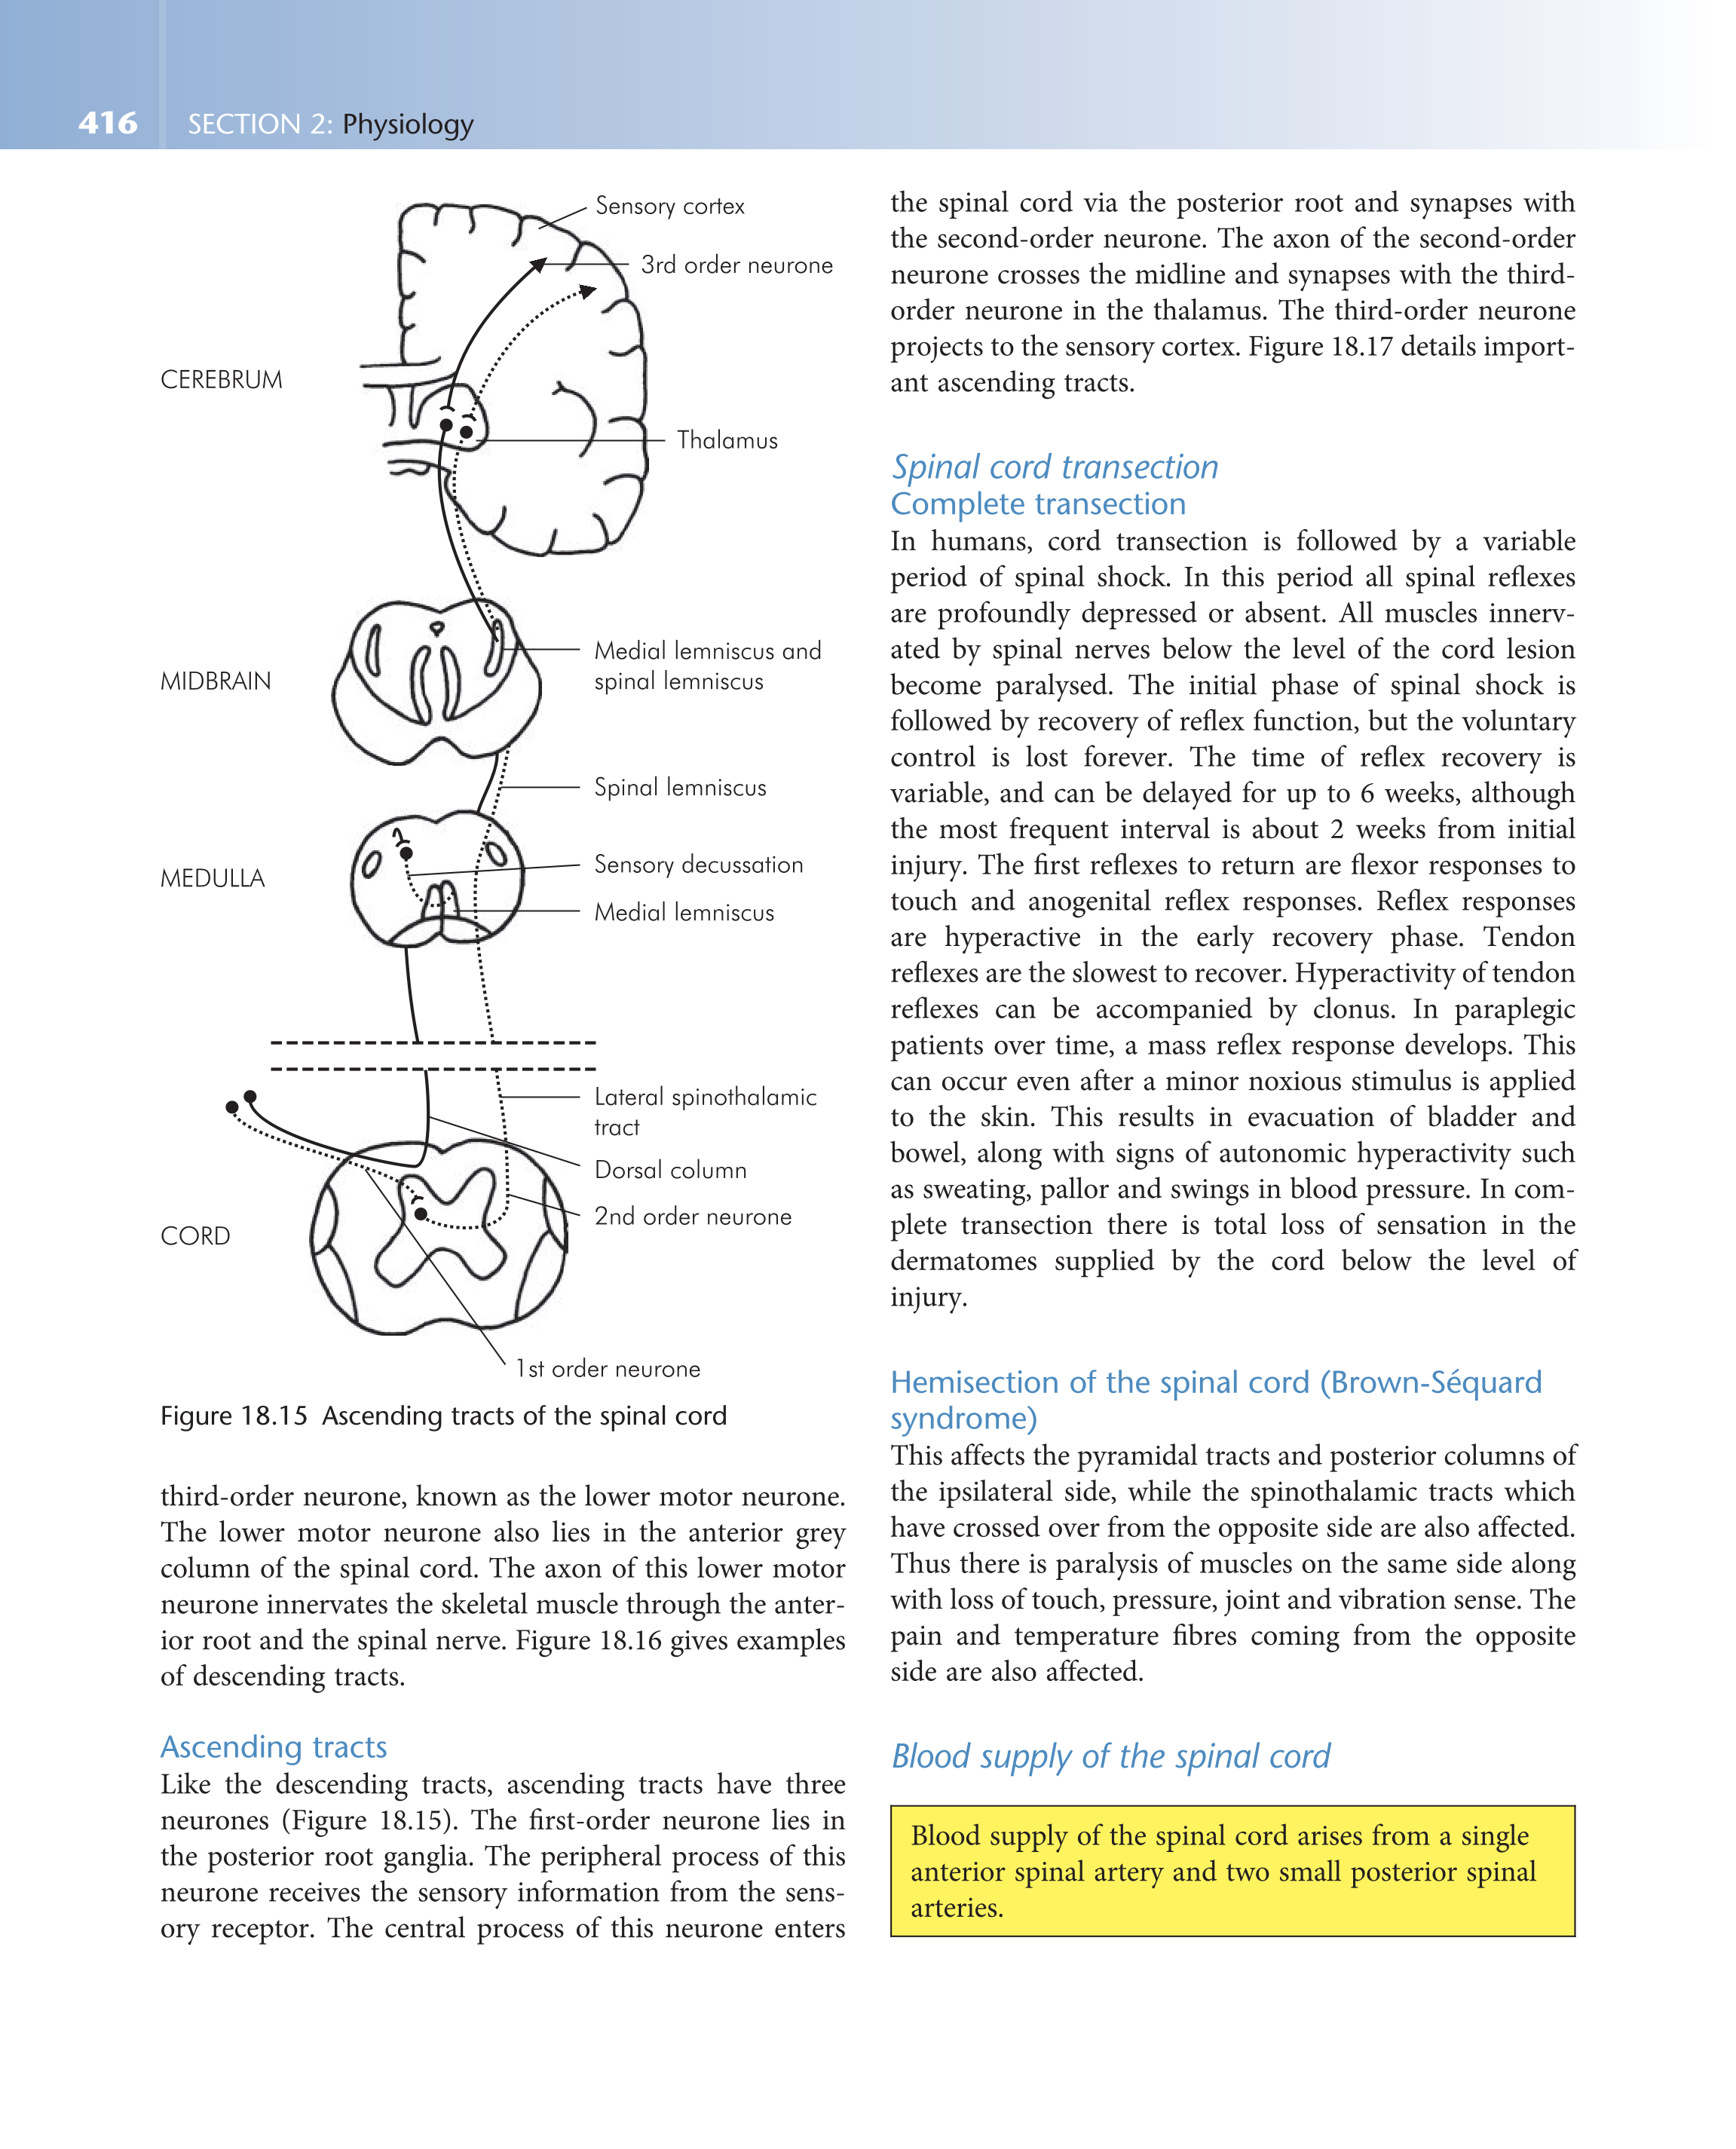 416 SECTION 2: Physiology
Sensory cortex
3rd order neurone
CEREBRUM
Thalamus
Medial lemniscus and
spinal lemniscus
MIDBRAIN
Spinal lemniscus
Sensory decussation
MEDULLA
Medial lemniscus
Lateral spinothalamic
tract
Dorsal column
2nd order neurone
CORD
1st order neurone
Figure 18.15 Ascending tracts of the spinal cord
third-order neurone, known as the lower motor neurone.
The lower motor neurone also lies in the anterior grey
column of the spinal cord. The axon of this lower motor
neurone innervates the skeletal muscle through the anter-
ior root and the spinal nerve. Figure 18.16 gives examples
of descending tracts.
Ascending tracts
Like the descending tracts, ascending tracts have three
neurones (Figure 18.15). The first-order neurone lies in
the posterior root ganglia. The peripheral process of this
neurone receives the sensory information from the sens-
ory receptor. The central process of this neurone enters
the spinal cord via the posterior root and synapses with
the second-order neurone. The axon of the second-order
neurone crosses the midline and synapses with the third-
order neurone in the thalamus. The third-order neurone
projects to the sensory cortex. Figure 18.17 details import-
ant ascending tracts.
Spinal cord transection
Complete transection
In humans, cord transection is followed by a variable
period of spinal shock. In this period all spinal reflexes
are profoundly depressed or absent. All muscles innerv-
ated by spinal nerves below the level of the cord lesion
become paralysed. The initial phase of spinal shock is
followed by recovery of reflex function, but the voluntary
control is lost forever. The time of reflex recovery is
variable, and can be delayed for up to 6 weeks, although
the most frequent interval is about 2 weeks from initial
injury. The first reflexes to return are flexor responses to
touch and anogenital reflex responses. Reflex responses
are hyperactive in the early recovery phase. Tendon
reflexes are the slowest to recover. Hyperactivity of tendon
reflexes can be accompanied by clonus. In paraplegic
patients over time, a mass reflex response develops. This
can occur even after a minor noxious stimulus is applied
to the skin. This results in evacuation of bladder and
bowel, along with signs of autonomic hyperactivity such
as sweating, pallor and swings in blood pressure. In com-
plete transection there is total loss of sensation in the
dermatomes supplied by the cord below the level of
injury.
Hemisection of the spinal cord (Brown-Séquard
syndrome)
This affects the pyramidal tracts and posterior columns of
the ipsilateral side, while the spinothalamic tracts which
have crossed over from the opposite side are also affected.
Thus there is paralysis of muscles on the same side along
with loss of touch, pressure, joint and vibration sense. The
pain and temperature fibres coming from the opposite
side are also affected.
Blood supply of the spinal cord
Blood supply of the spinal cord arises from a single
anterior spinal artery and two small posterior spinal
arteries.